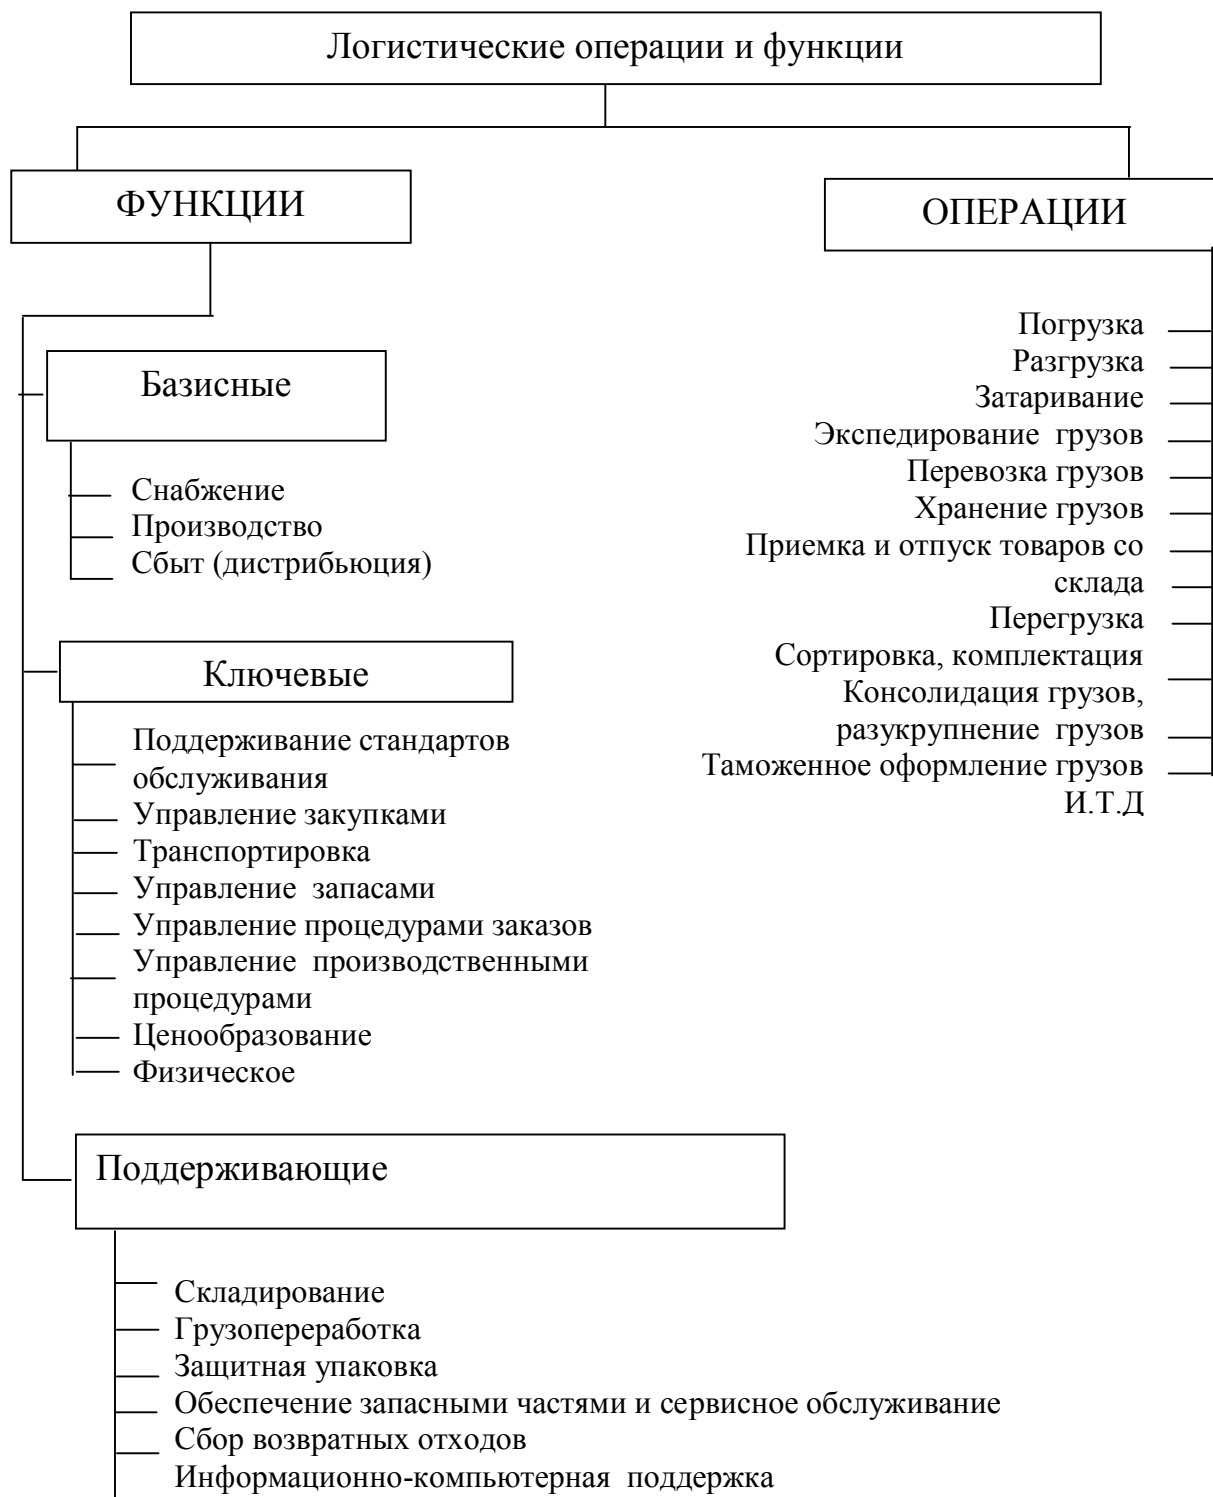 Логистические операции и функции
ФУНКЦИИ
ОПЕРАЦИИ
Базисные
Снабжение
Производство
Сбыт (дистрибьюция)
Ключевые
Поддерживание стандартов
обслуживания
Управление закупками
Транспортировка
Управление запасами
Управление процедурами заказов
Управление производственными
процедурами
Ценообразование
Физическое
Поддерживающие
Складирование
Грузопереработка
Защитная упаковка
Обеспечение запасными частями и сервисное обслуживание
Сбор возвратных отходов
Информационно-компьютерная поддержка
Погрузка
Разгрузка
Затаривание
Экспедирование грузов
Перевозка грузов
Хранение грузов
Приемка и отпуск товаров со
склада
Перегрузка
Сортировка, комплектация
Консолидация грузов,
разукрупнение грузов
Таможенное оформление грузов
И.Т.Д